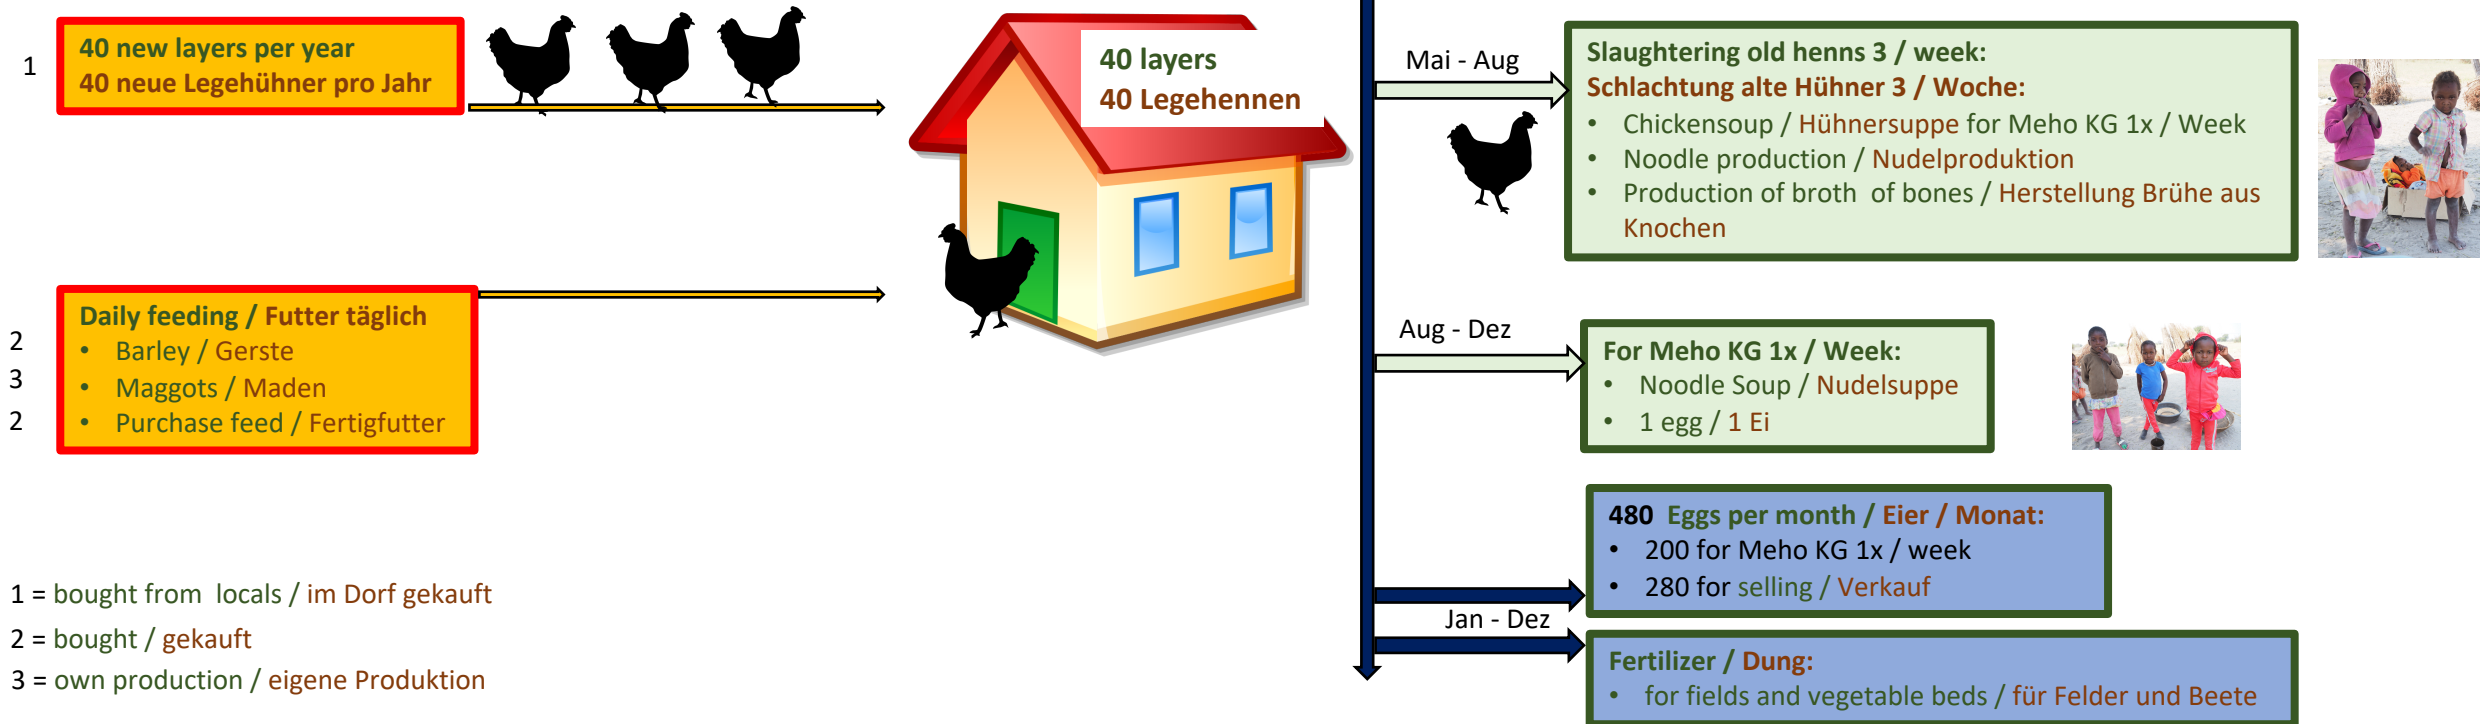 1
40 new layers per year
40 neue Legehühner pro Jahr
40 layers
40 Legehennen
Mai - Aug
Slaughtering old henns 3 / week:
Schlachtung alte Hühner 3 / Woche:
• Chickensoup / Hühnersuppe for Meho KG 1x / Week
• Noodle production / Nudelproduktion
• Production of broth of bones / Herstellung Brühe aus
Knochen
Daily feeding / Futter täglich
2 • Barley / Gerste
3 • Maggots / Maden
2 • Purchase feed / Fertigfutter
Aug - Dez
For Meho KG 1x / Week:
• Noodle Soup / Nudelsuppe
• 1 egg / 1 Ei
480 Eggs per month / Eier / Monat:
• 200 for Meho KG 1x / week
• 280 for selling / Verkauf
Jan - Dez
Fertilizer / Dung:
• for fields and vegetable beds / für Felder und Beete
1 = bought from locals / im Dorf gekauft
2 = bought / gekauft
3 = own production / eigene Produktion